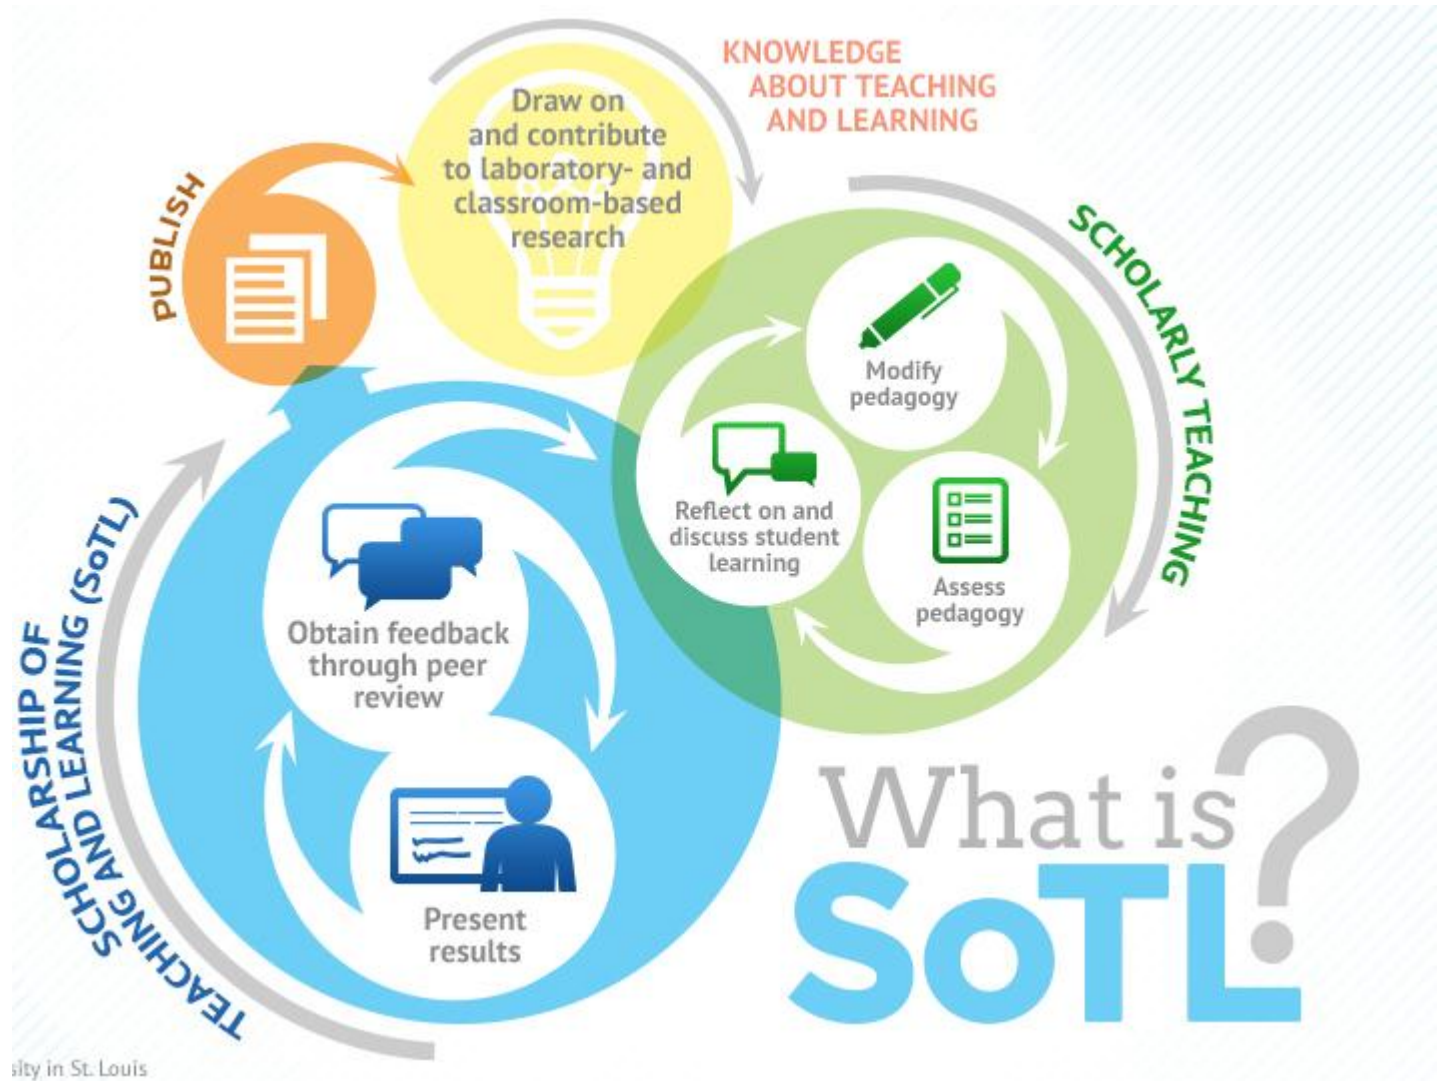 KNOWLEDGE
ABOUT TEACHING
AND LEARNING
Draw on
and contribute
to laboratory- and
classroom-based
research
PUBLISH
SCHOLARLY TEACHING
Modify
pedagogy
Reflect on and
discuss student
learning
Assess
pedagogy
SCHOLARSHIP OF
TEACHING AND LEARNING (SoTL)
Obtain feedback
through peer
review
Present
results
What is
SoTL?
in St. Louis